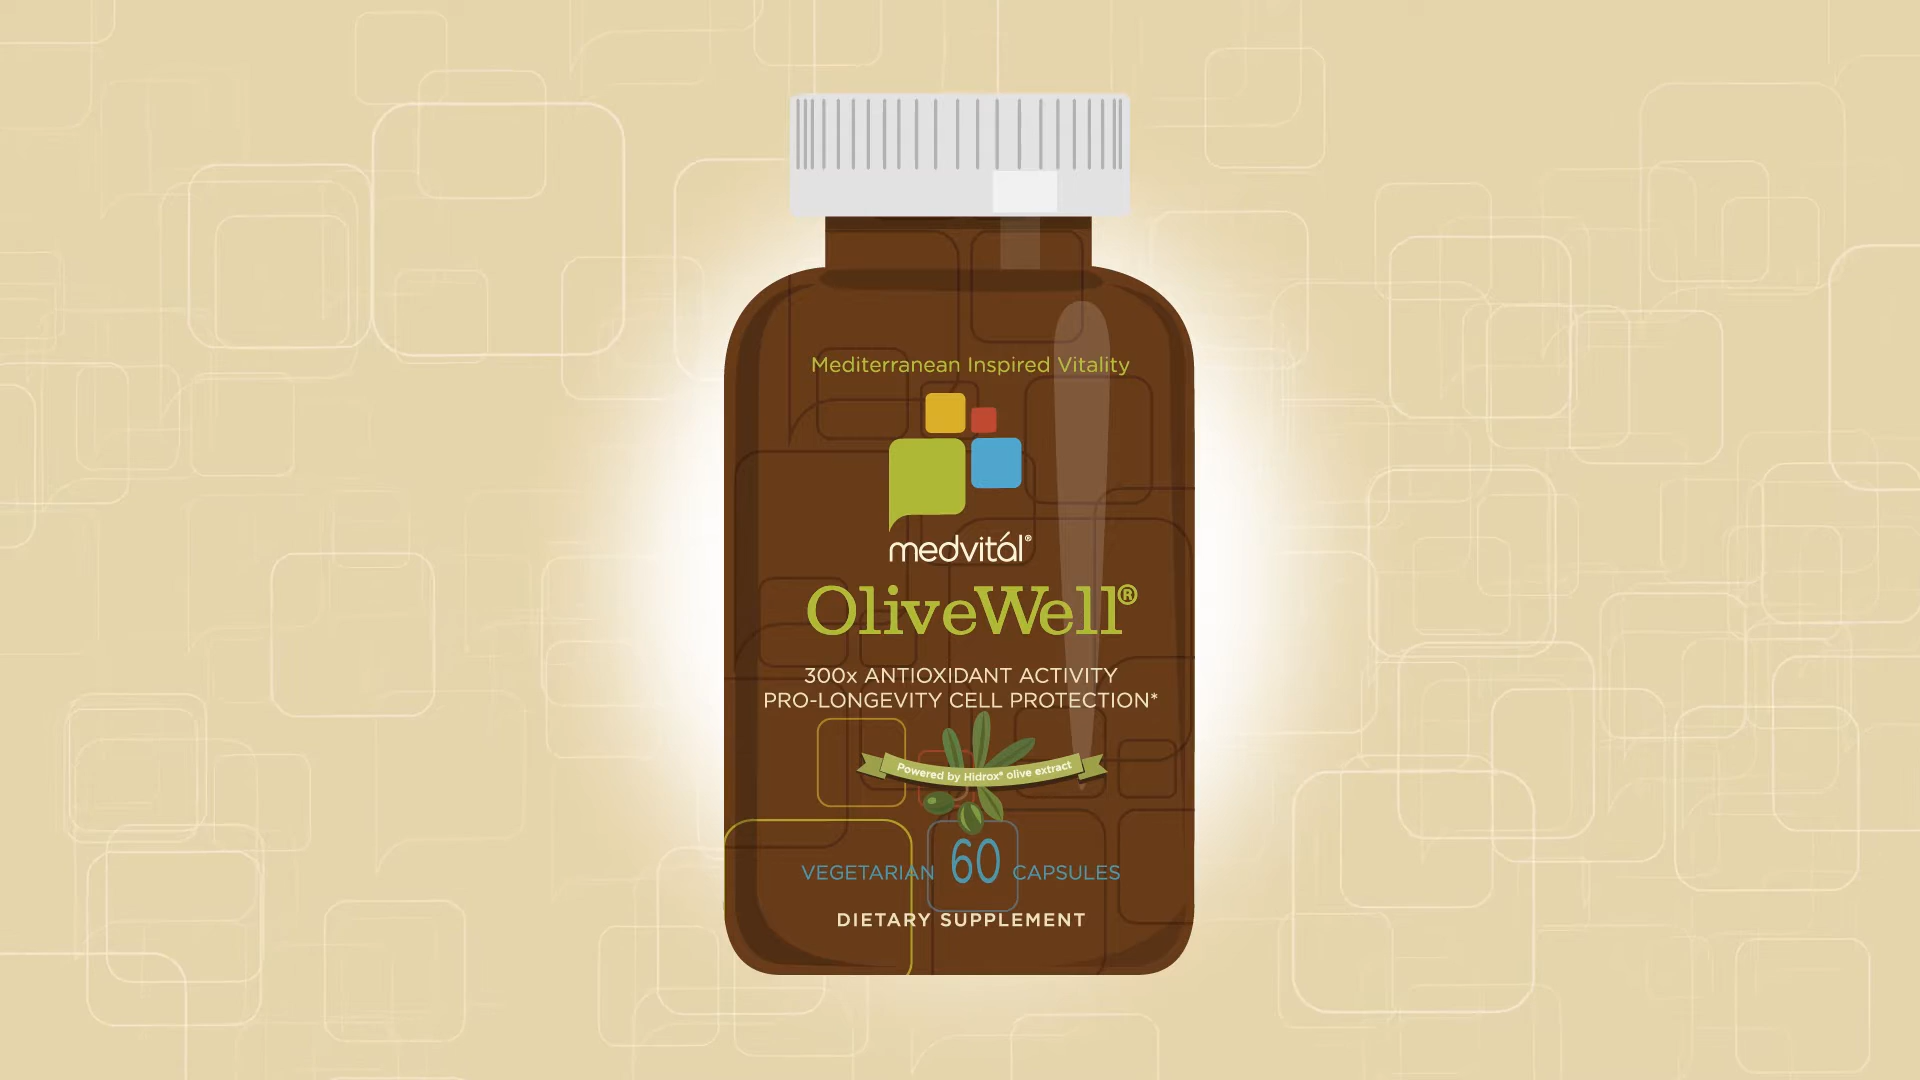 Mediterranean Inspired Vitality
medvitál®
OliveWell®
300x ANTIOXIDANT ACTIVITY
PRO-LONGEVITY CELL PROTECTION*
Powered by Hidrox® olive extract
VEGETARIAN 60 CAPSULES
DIETARY SUPPLEMENT